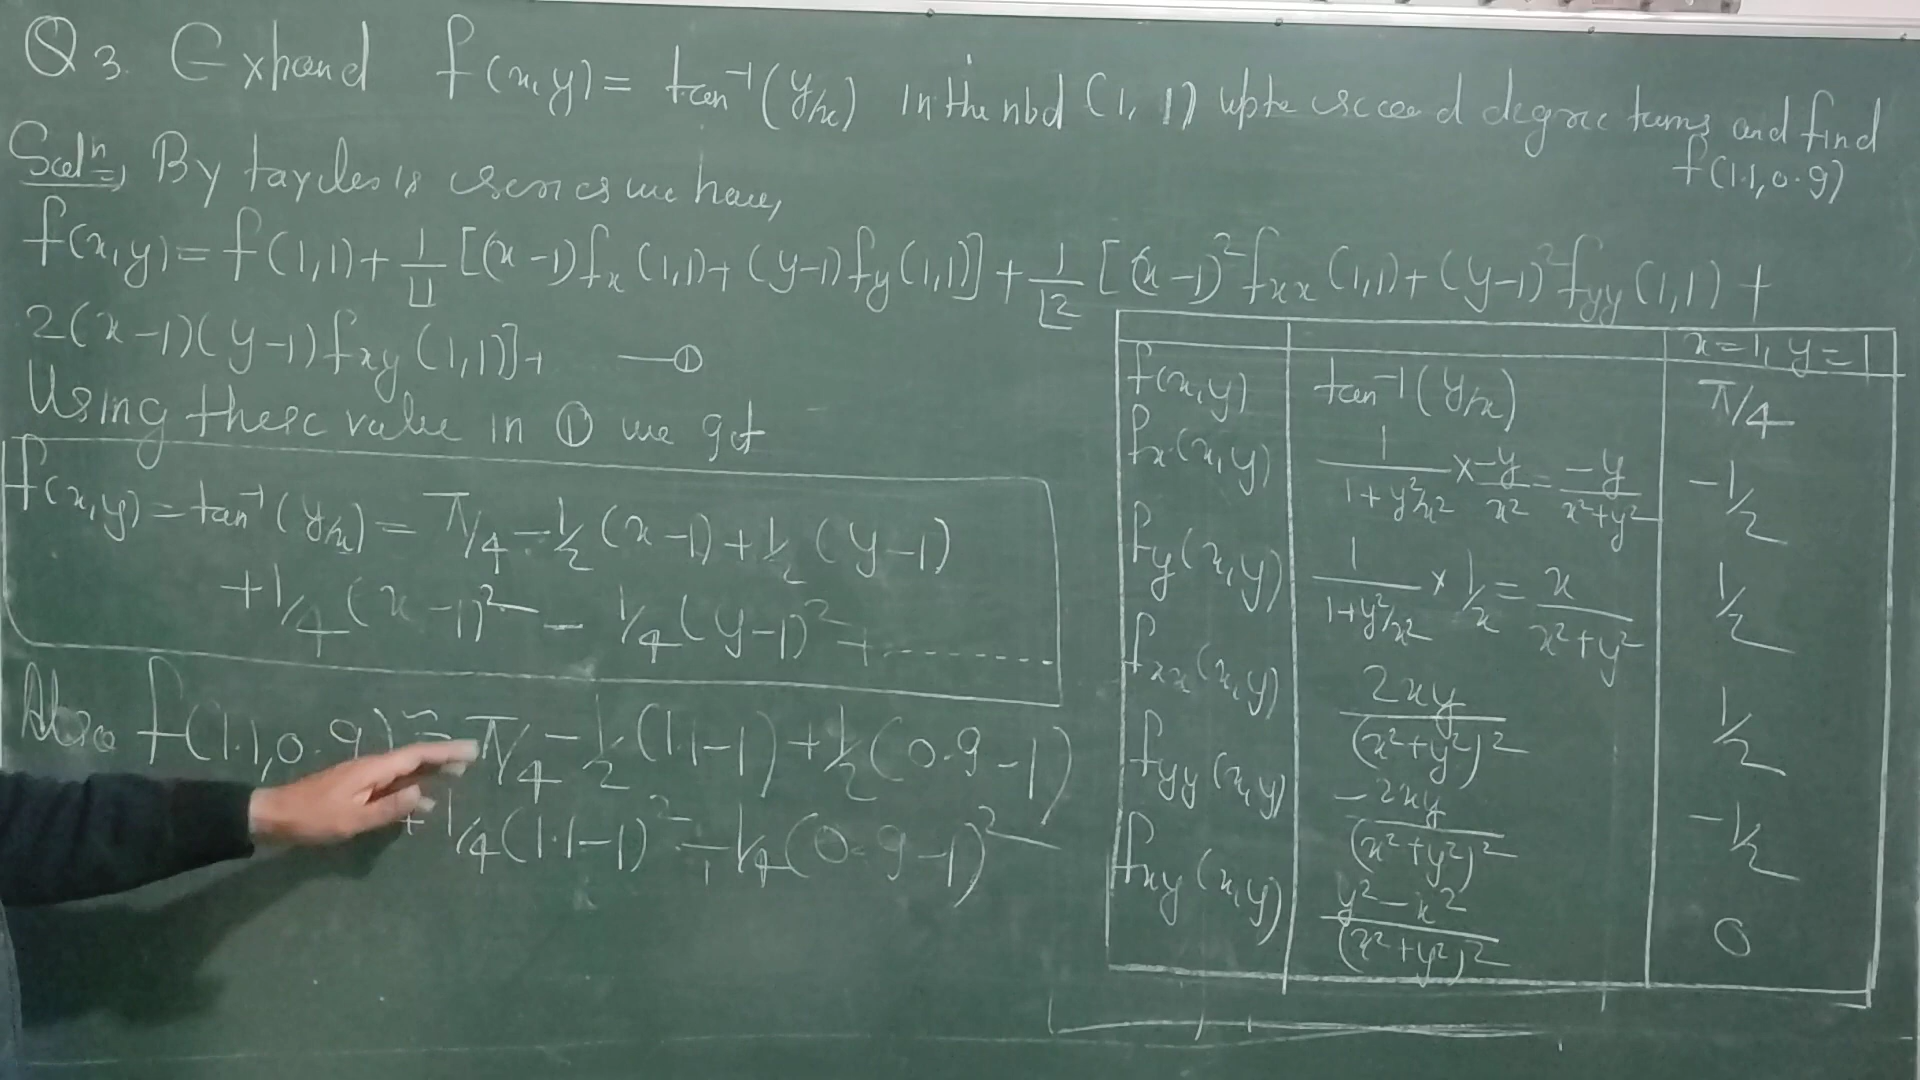 Q 3. Expand f(x,y) = tan⁻¹(y/x) in the nbd (1, 1) upto second degree terms and find
f(1.1, 0.9)
Solⁿ ⇒ By taylor's series we have,
f(x,y) = f(1,1) + 1/⌊1 [(x-1)fx(1,1) + (y-1)fy(1,1)] + 1/⌊2 [(x-1)² fxx(1,1) + (y-1)² fyy(1,1) +
2(x-1)(y-1) fxy(1,1)] + —①
Using these value in ① we get
f(x,y) = tan⁻¹(y/x) = π/4 - 1/2(x-1) + 1/2(y-1)
+ 1/4(x-1)² - 1/4(y-1)² + ........
Also f(1.1, 0.9) ≈ π/4 - 1/2(1.1-1) + 1/2(0.9-1)
+ 1/4(1.1-1)² - 1/4(0.9-1)²
x=1, y=1
f(x,y) tan⁻¹(y/x) π/4
fx(x,y) 1/(1+y²/x²) × -y/x² = -y/(x²+y²) -1/2
fy(x,y) 1/(1+y²/x²) × 1/x = x/(x²+y²) 1/2
fxx(x,y) 2xy/(x²+y²)² 1/2
fyy(x,y) -2xy/(x²+y²)² -1/2
fxy(x,y) y²-x²/(x²+y²)² 0